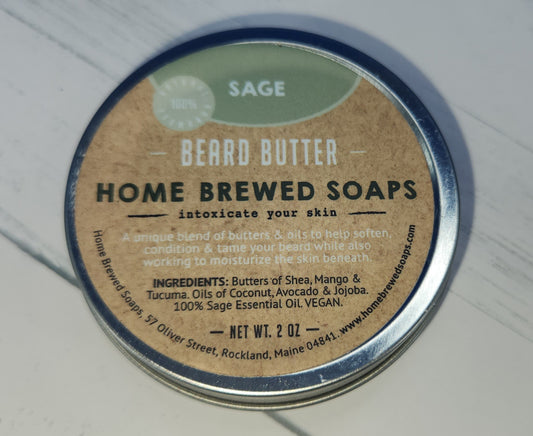 SAGE
100%
— BEARD BUTTER —
HOME BREWED SOAPS
intoxicate your skin
A unique blend of butters & oils to help soften,
condition & tame your beard while also
working to moisturize the skin beneath.
INGREDIENTS: Butters of Shea, Mango &
Tucuma. Oils of Coconut, Avocado & Jojoba.
100% Sage Essential Oil. VEGAN.
— NET WT. 2 OZ —
Home Brewed Soaps, 57 Oliver Street, Rockland, Maine 04841. www.homebrewedsoaps.com